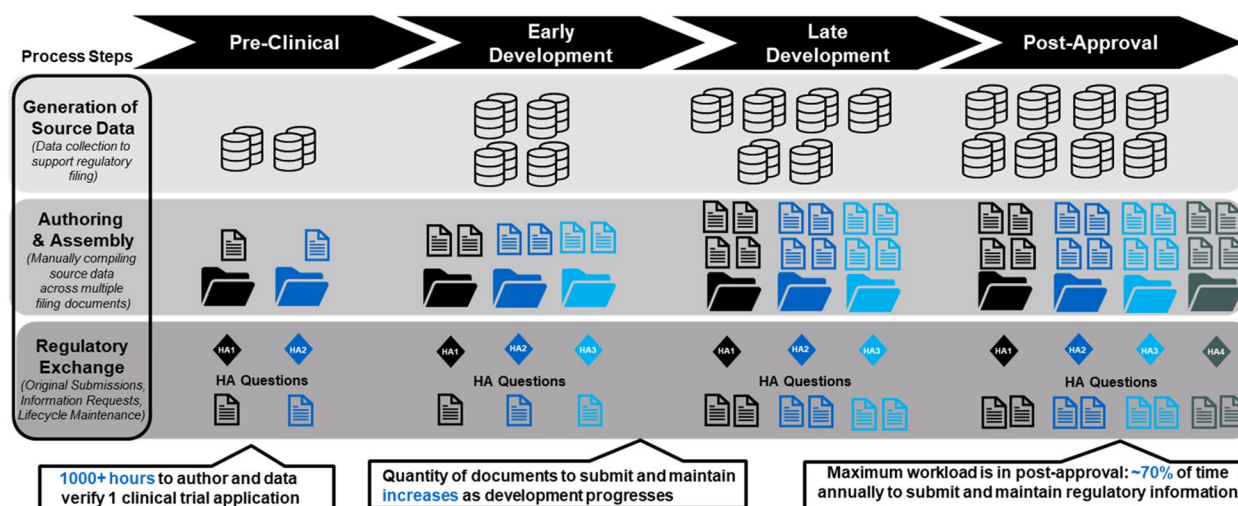 Process Steps
Pre-Clinical
Early
Development
Late
Development
Post-Approval
Generation of
Source Data
(Data collection to
support regulatory
filing)
Authoring
& Assembly
(Manually compiling
source data
across multiple
filing documents)
Regulatory
Exchange
(Original Submissions,
Information Requests,
Lifecycle Maintenance)
HA1
HA2
HA Questions
HA1
HA2
HA3
HA Questions
HA1
HA2
HA3
HA Questions
HA1
HA2
HA3
HA4
HA Questions
1000+ hours to author and data
verify 1 clinical trial application
Quantity of documents to submit and maintain
increases as development progresses
Maximum workload is in post-approval: ~70% of time
annually to submit and maintain regulatory information